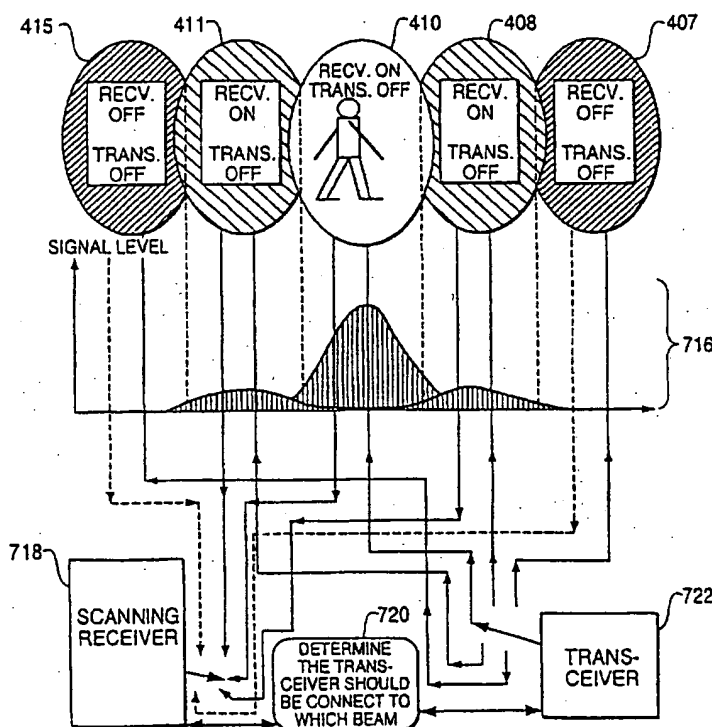 415
411
410
408
407
RECV.
OFF
TRANS.
OFF
RECV.
ON
TRANS.
OFF
RECV. ON
TRANS. OFF
RECV.
ON
TRANS.
OFF
RECV.
OFF
TRANS.
OFF
SIGNAL LEVEL
716
718
SCANNING
RECEIVER
720
DETERMINE
THE TRANS-
CEIVER SHOULD
BE CONNECT TO
WHICH BEAM
722
TRANS-
CEIVER